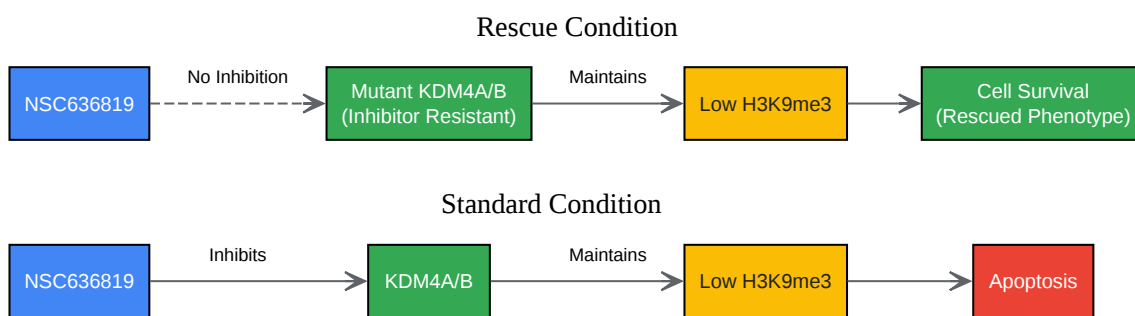 Rescue Condition
NSC636819
No Inhibition
Mutant KDM4A/B
(Inhibitor Resistant)
Maintains
Low H3K9me3
Cell Survival
(Rescued Phenotype)
Standard Condition
NSC636819
Inhibits
KDM4A/B
Maintains
Low H3K9me3
Apoptosis